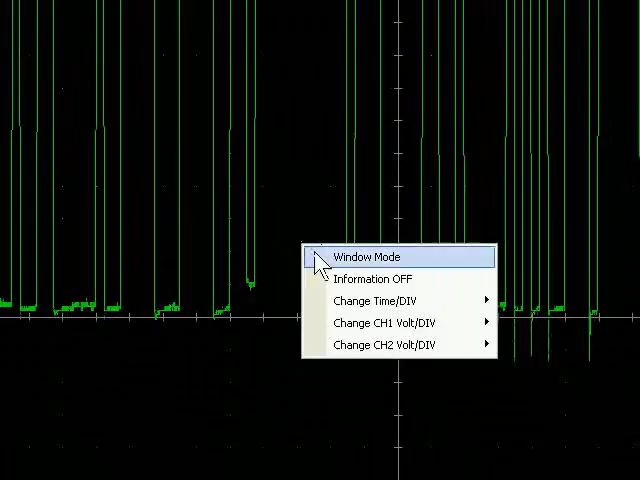 Window Mode
Information OFF
Change Time/DIV
Change CH1 Volt/DIV
Change CH2 Volt/DIV